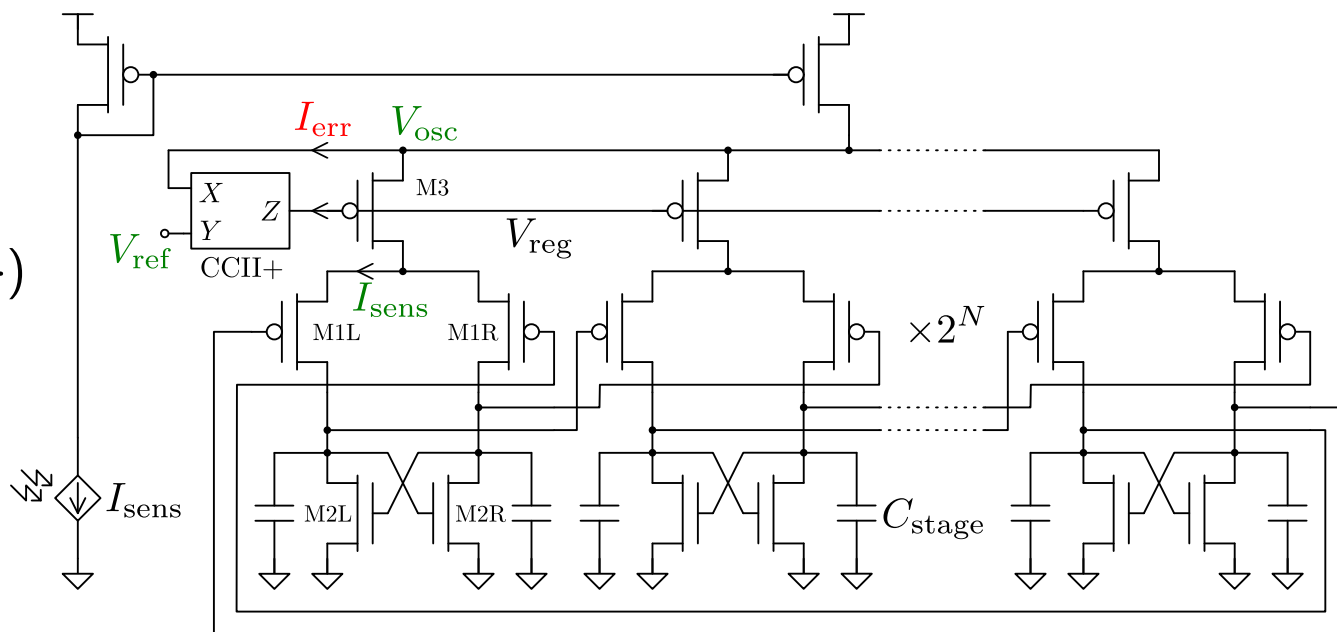 I_err
V_osc
M3
X
Z
Y
V_ref
V_reg
CCII+
·)
I_sens
M1L
M1R
×2^N
I_sens
M2L
M2R
C_stage